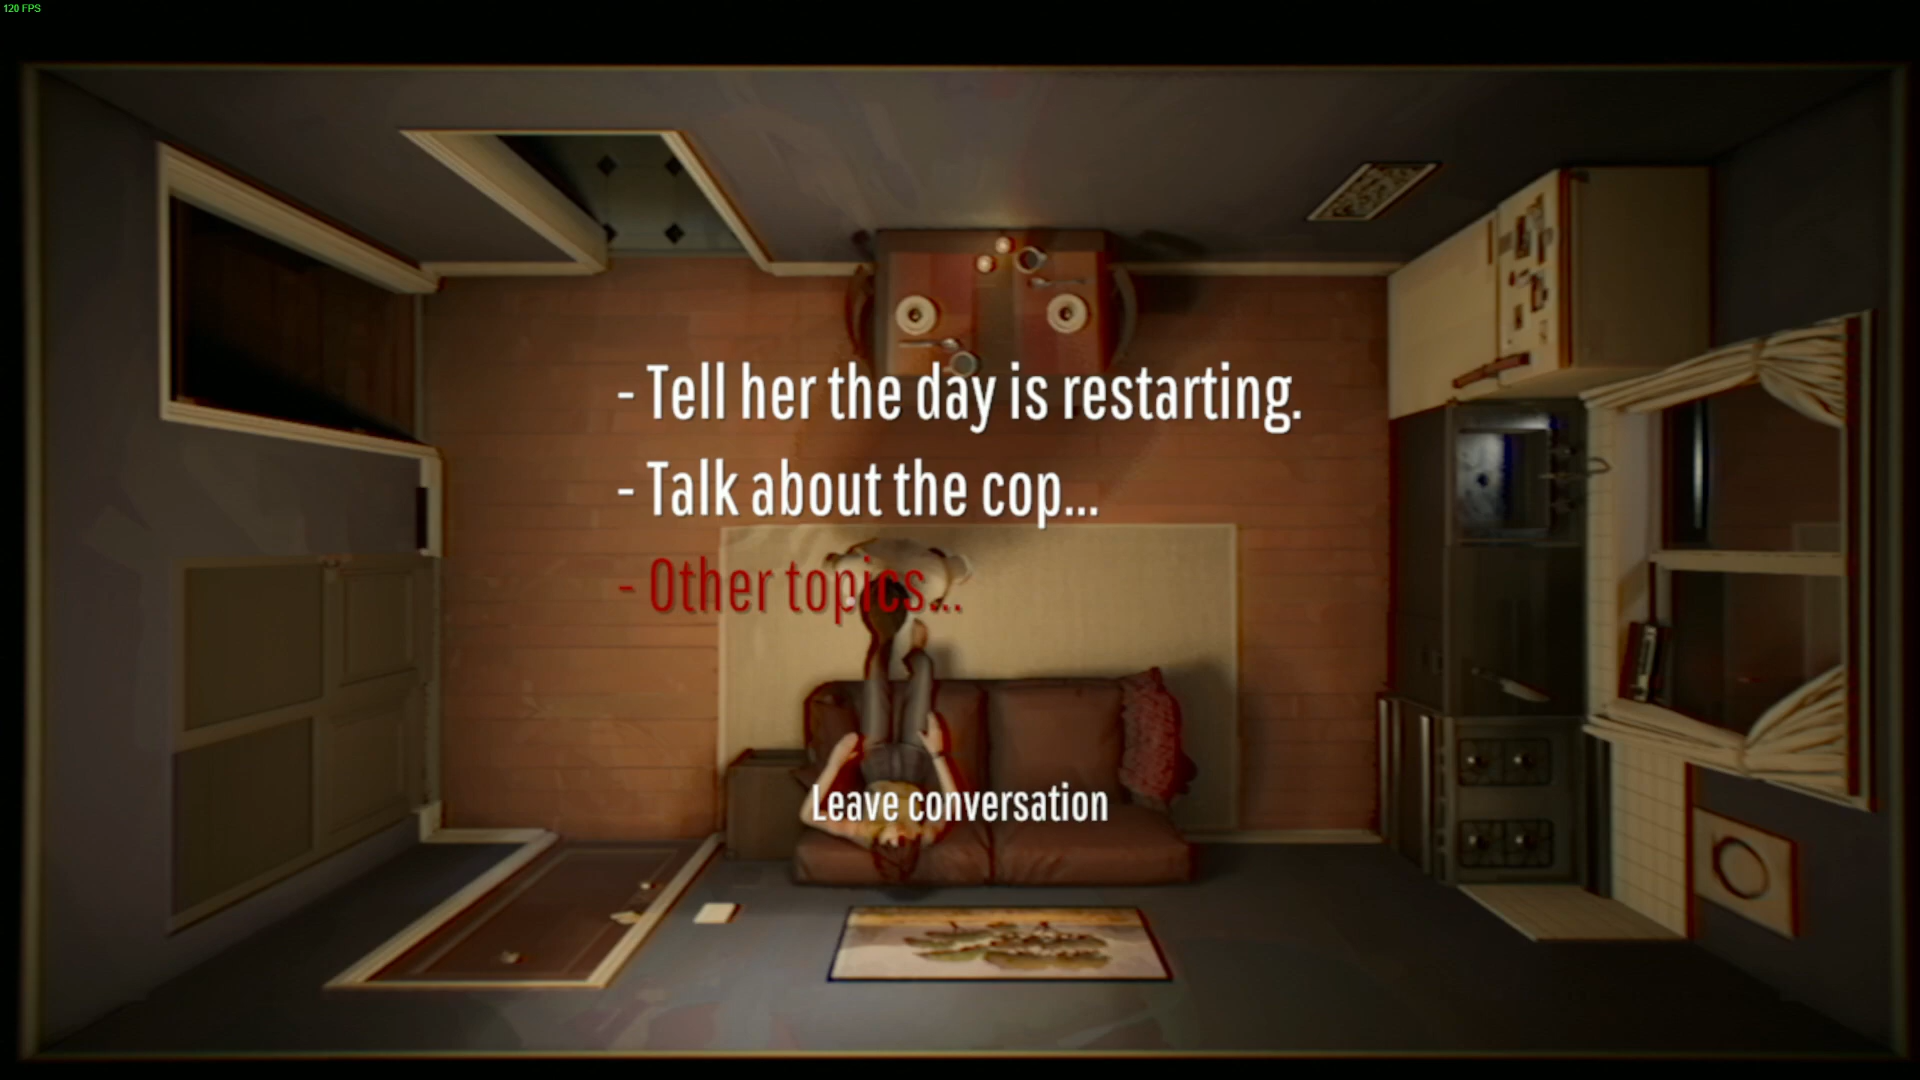 120 FPS
- Tell her the day is restarting.
- Talk about the cop...
- Other topics...
Leave conversation